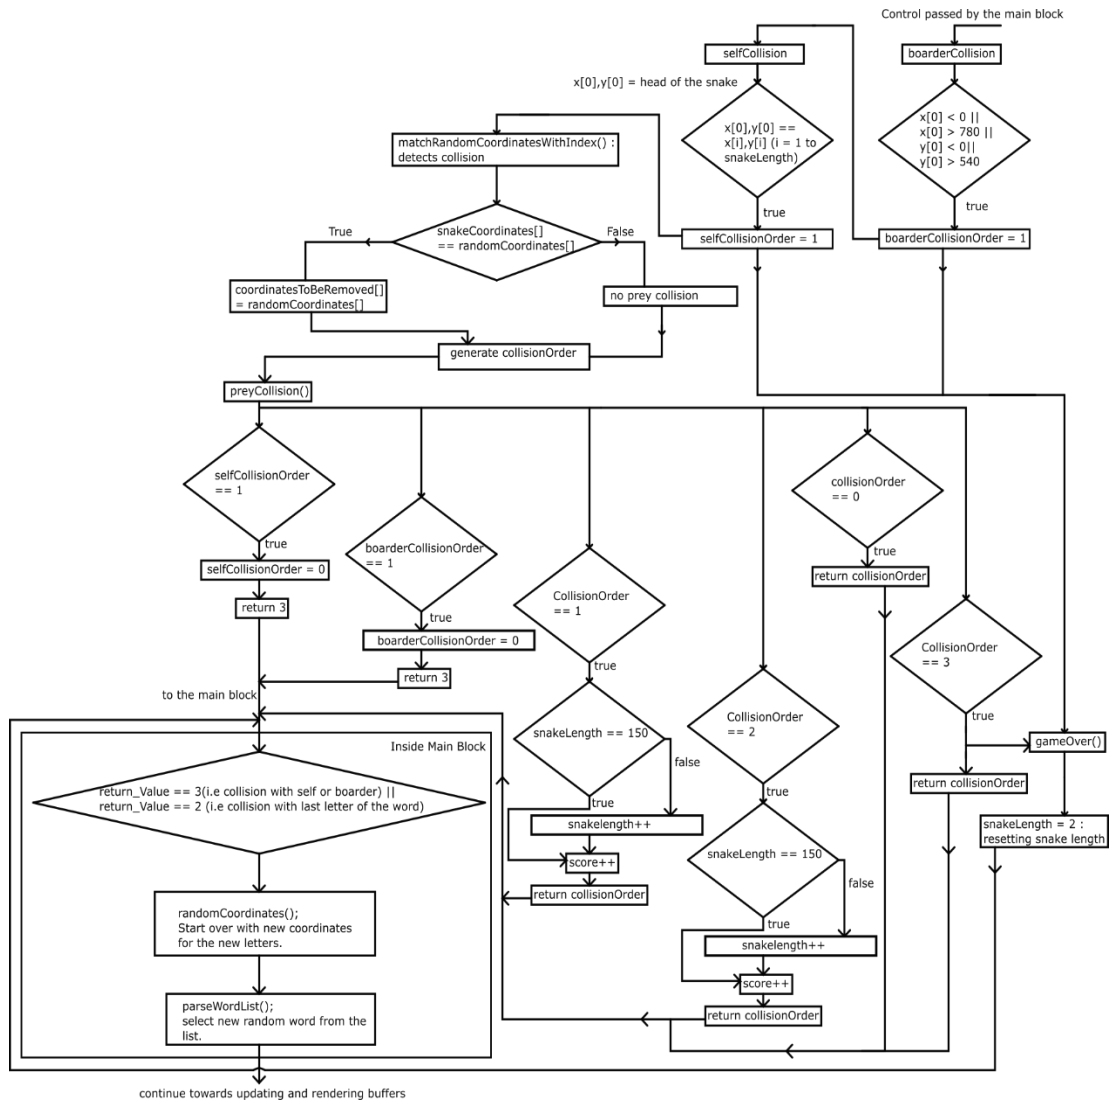 Control passed by the main block
selfCollision
boarderCollision
x[0],y[0] = head of the snake
x[0],y[0] ==
x[i],y[i] (i = 1 to
snakeLength)
x[0] < 0 ||
x[0] > 780 ||
y[0] < 0||
y[0] > 540
matchRandomCoordinatesWithIndex() :
detects collision
true
true
selfCollisionOrder = 1
boarderCollisionOrder = 1
True
snakeCoordinates[]
== randomCoordinates[]
False
coordinatesToBeRemoved[]
= randomCoordinates[]
no prey collision
generate collisionOrder
preyCollision()
selfCollisionOrder
== 1
true
selfCollisionOrder = 0
return 3
boarderCollisionOrder
== 1
true
boarderCollisionOrder = 0
return 3
CollisionOrder
== 1
true
snakeLength == 150
false
true
snakelength++
score++
return collisionOrder
CollisionOrder
== 2
true
snakeLength == 150
false
true
snakelength++
score++
return collisionOrder
collisionOrder
== 0
true
return collisionOrder
CollisionOrder
== 3
true
gameOver()
return collisionOrder
snakeLength = 2 :
resetting snake length
to the main block
Inside Main Block
return_Value == 3(i.e collision with self or boarder) ||
return_Value == 2 (i.e collision with last letter of the word)
randomCoordinates();
Start over with new coordinates
for the new letters.
parseWordList();
select new random word from the
list.
continue towards updating and rendering buffers